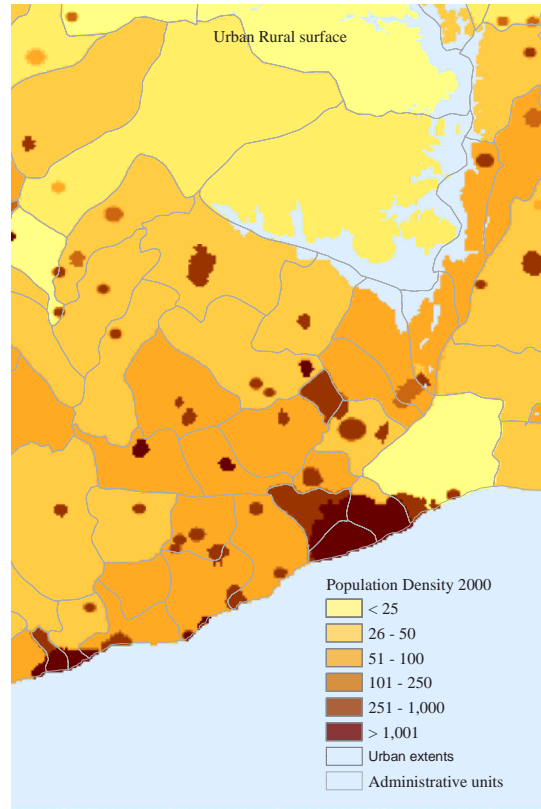 Urban Rural surface
Population Density 2000
< 25
26 - 50
51 - 100
101 - 250
251 - 1,000
> 1,001
Urban extents
Administrative units